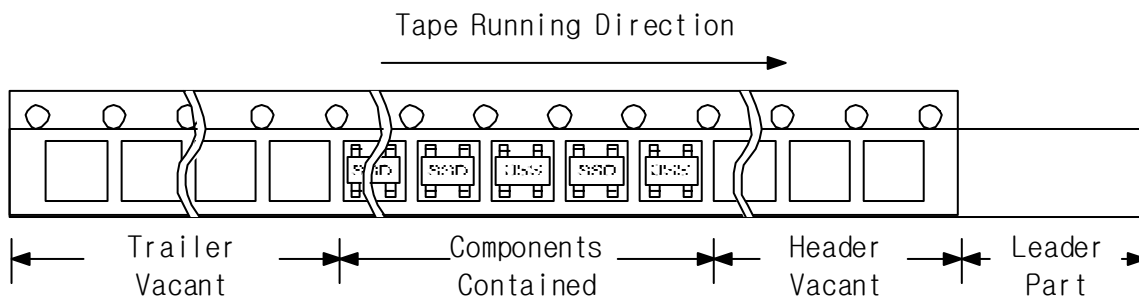 Tape Running Direction
Trailer
Vacant
Components
Contained
Header
Vacant
Leader
Part